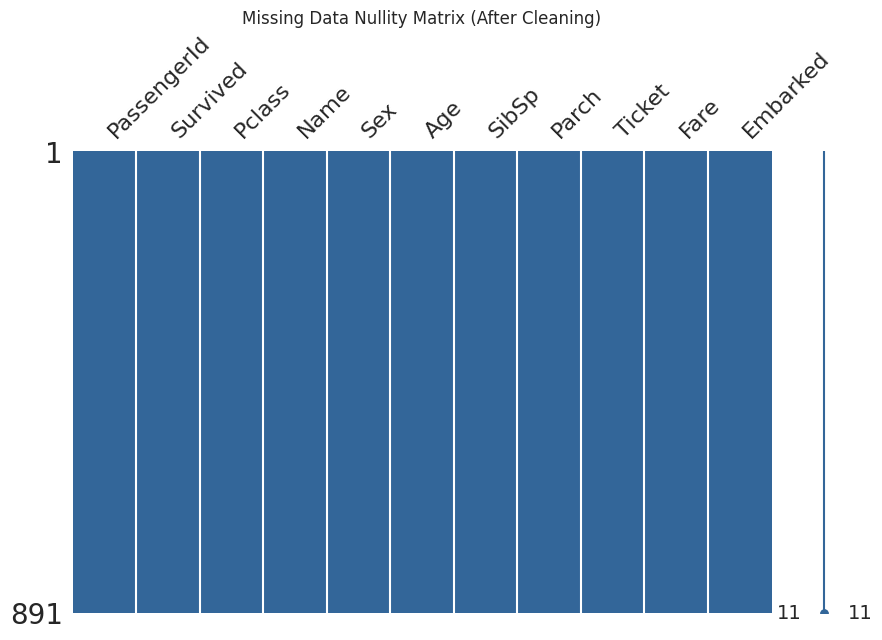 Missing Data Nullity Matrix (After Cleaning)
PassengerId
Survived
Pclass
Name
Sex
Age
SibSp
Parch
Ticket
Fare
Embarked
1
891
11
11